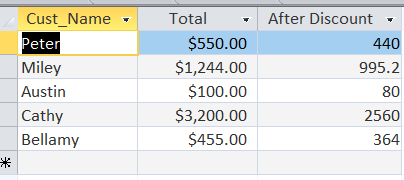 Cust_Name Total After Discount
Peter $550.00 440
Miley $1,244.00 995.2
Austin $100.00 80
Cathy $3,200.00 2560
Bellamy $455.00 364